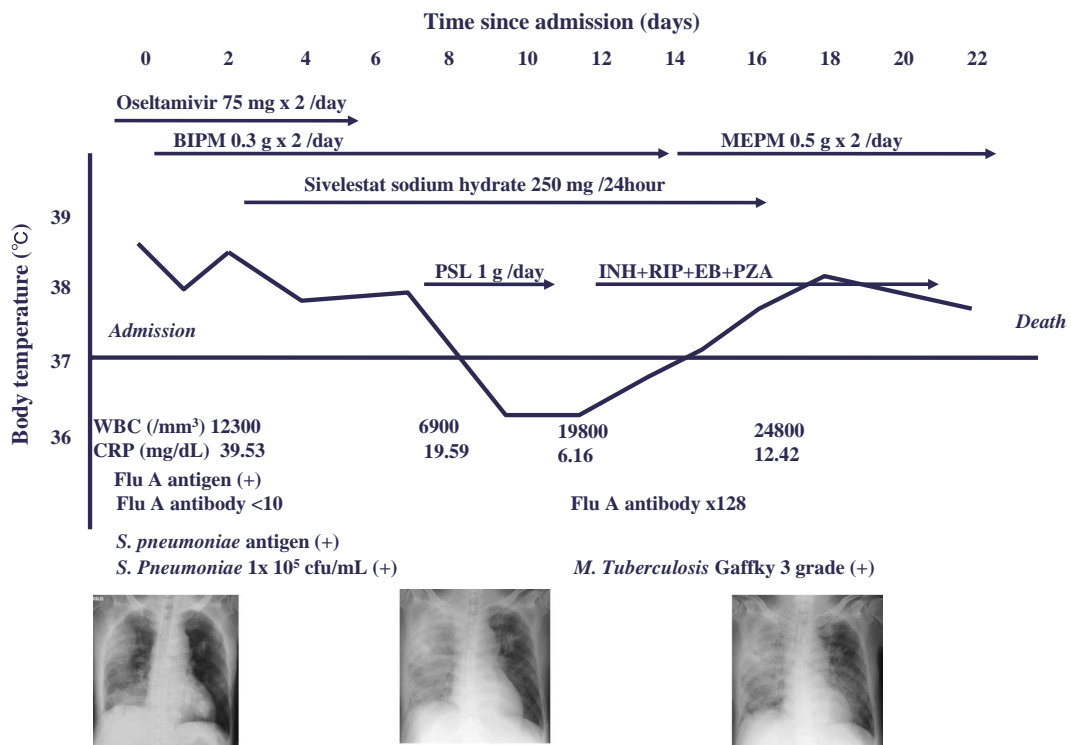 Time since admission (days)
0 2 4 6 8 10 12 14 16 18 20 22
Oseltamivir 75 mg x 2 /day
BIPM 0.3 g x 2 /day MEPM 0.5 g x 2 /day
Sivelestat sodium hydrate 250 mg /24hour
39
PSL 1 g /day INH+RIP+EB+PZA
38
Admission Death
37
Body temperature (℃)
36
WBC (/mm³) 12300 6900 19800 24800
CRP (mg/dL) 39.53 19.59 6.16 12.42
Flu A antigen (+)
Flu A antibody <10 Flu A antibody x128
S. pneumoniae antigen (+)
S. Pneumoniae 1x 10⁵ cfu/mL (+) M. Tuberculosis Gaffky 3 grade (+)